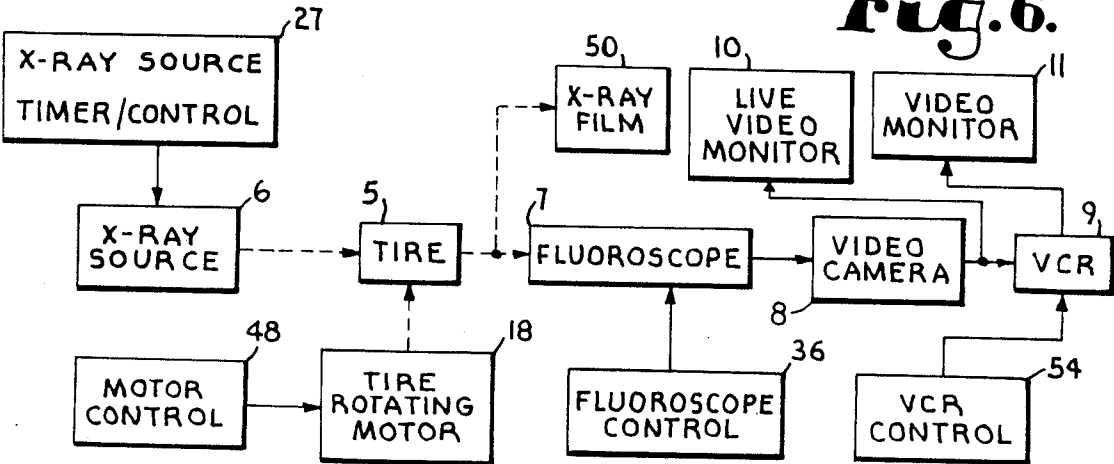 Fig. 6.
27
X-RAY SOURCE
TIMER/CONTROL
50
X-RAY
FILM
10
LIVE
VIDEO
MONITOR
11
VIDEO
MONITOR
6
X-RAY
SOURCE
5
TIRE
7
FLUOROSCOPE
VIDEO
CAMERA
8
9
VCR
48
MOTOR
CONTROL
18
TIRE
ROTATING
MOTOR
36
FLUOROSCOPE
CONTROL
54
VCR
CONTROL